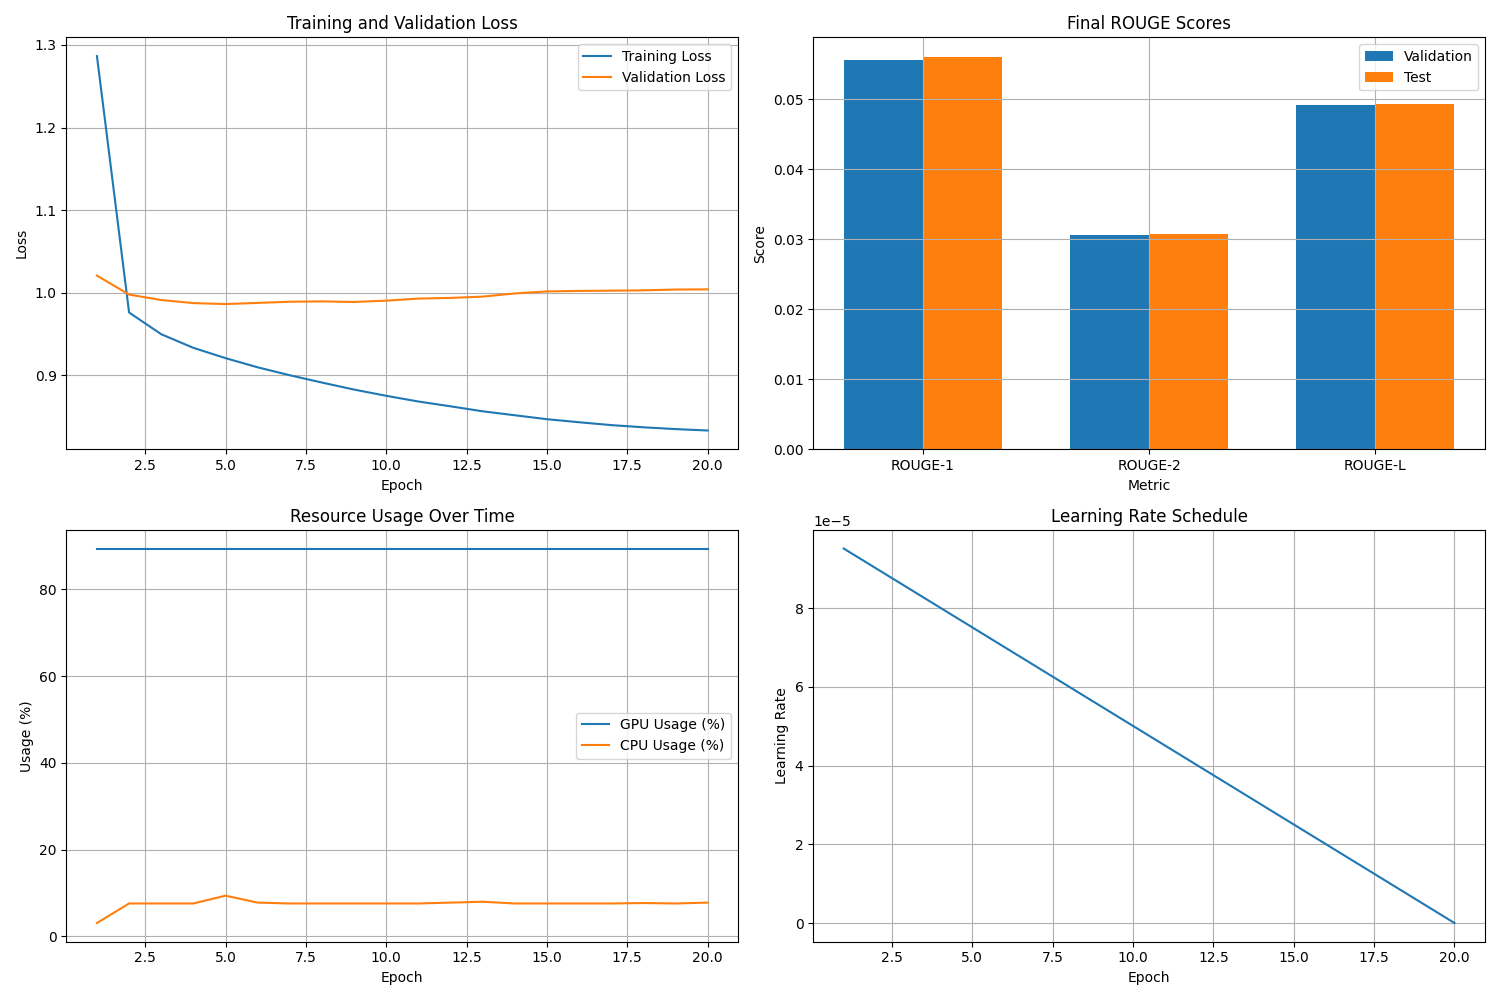 Training and Validation Loss
1.3
1.2
1.1
1.0
0.9
Loss
Training Loss
Validation Loss
2.5 5.0 7.5 10.0 12.5 15.0 17.5 20.0
Epoch
Final ROUGE Scores
0.05
0.04
0.03
0.02
0.01
0.00
Score
Validation
Test
ROUGE-1 ROUGE-2 ROUGE-L
Metric
Resource Usage Over Time
80
60
40
20
0
Usage (%)
GPU Usage (%)
CPU Usage (%)
2.5 5.0 7.5 10.0 12.5 15.0 17.5 20.0
Epoch
Learning Rate Schedule
1e−5
8
6
4
2
0
Learning Rate
2.5 5.0 7.5 10.0 12.5 15.0 17.5 20.0
Epoch